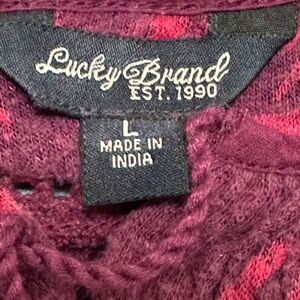 Lucky Brand
EST. 1990
L
MADE IN
INDIA